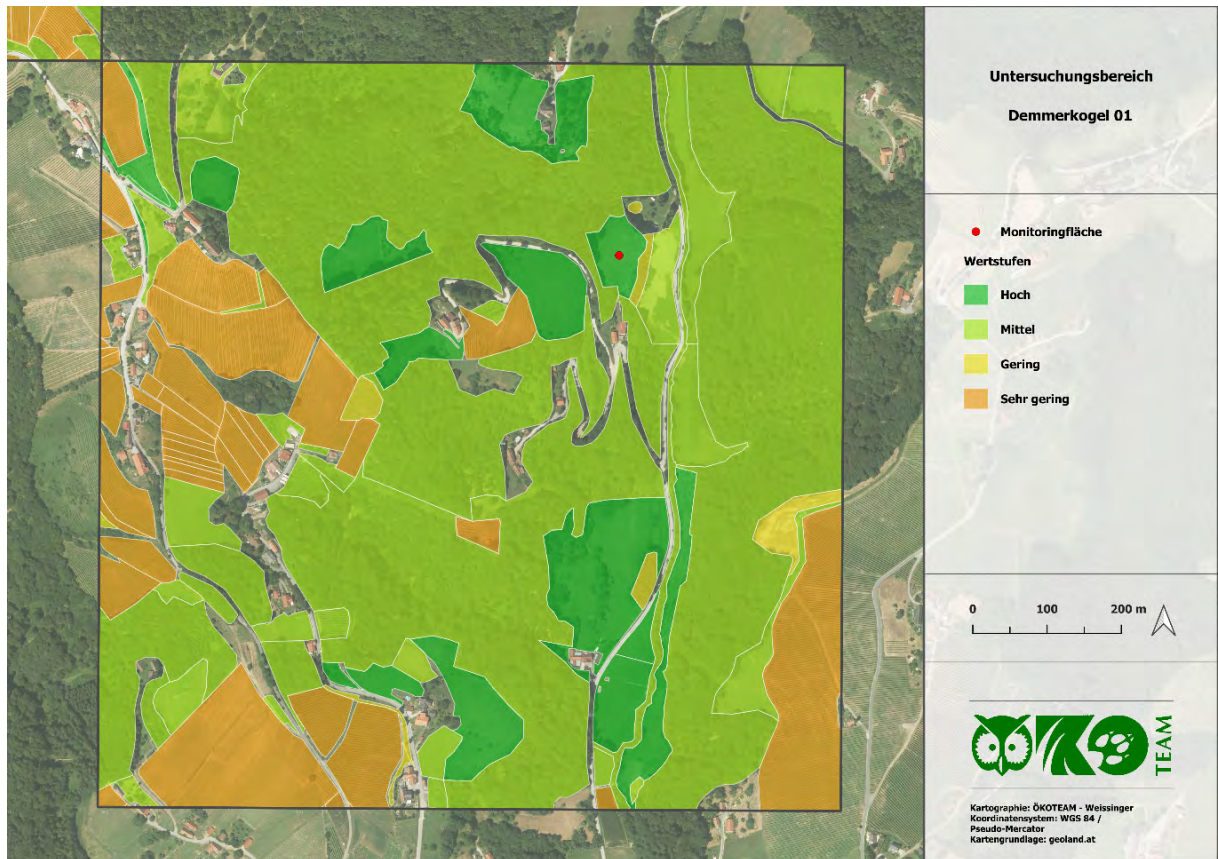 Untersuchungsbereich
Demmerkogel 01
Monitoringfläche
Wertstufen
Hoch
Mittel
Gering
Sehr gering
0 100 200 m
ÖKO TEAM
Kartographie: ÖKOTEAM - Weissinger
Koordinatensystem: WGS 84 /
Pseudo-Mercator
Kartengrundlage: geoland.at